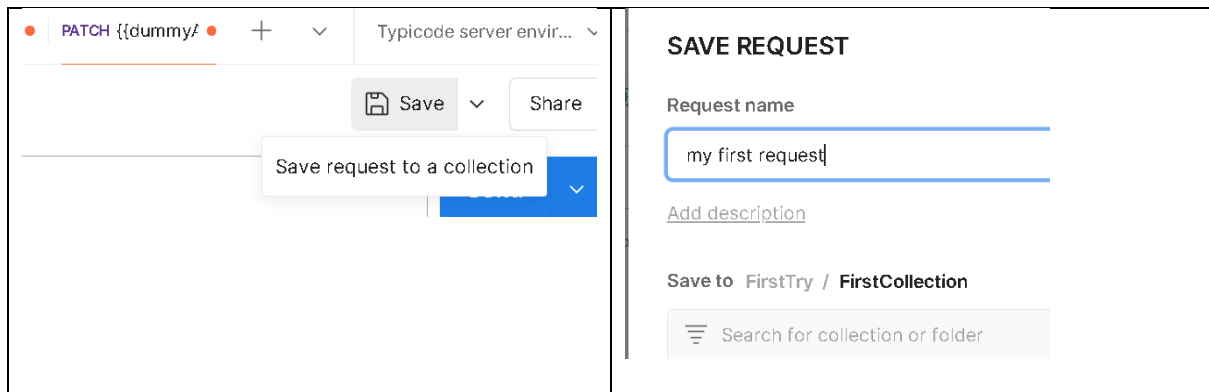 PATCH {{dummyA
Typicode server envir...
Save
Share
Save request to a collection
SAVE REQUEST
Request name
my first request
Add description
Save to FirstTry / FirstCollection
Search for collection or folder